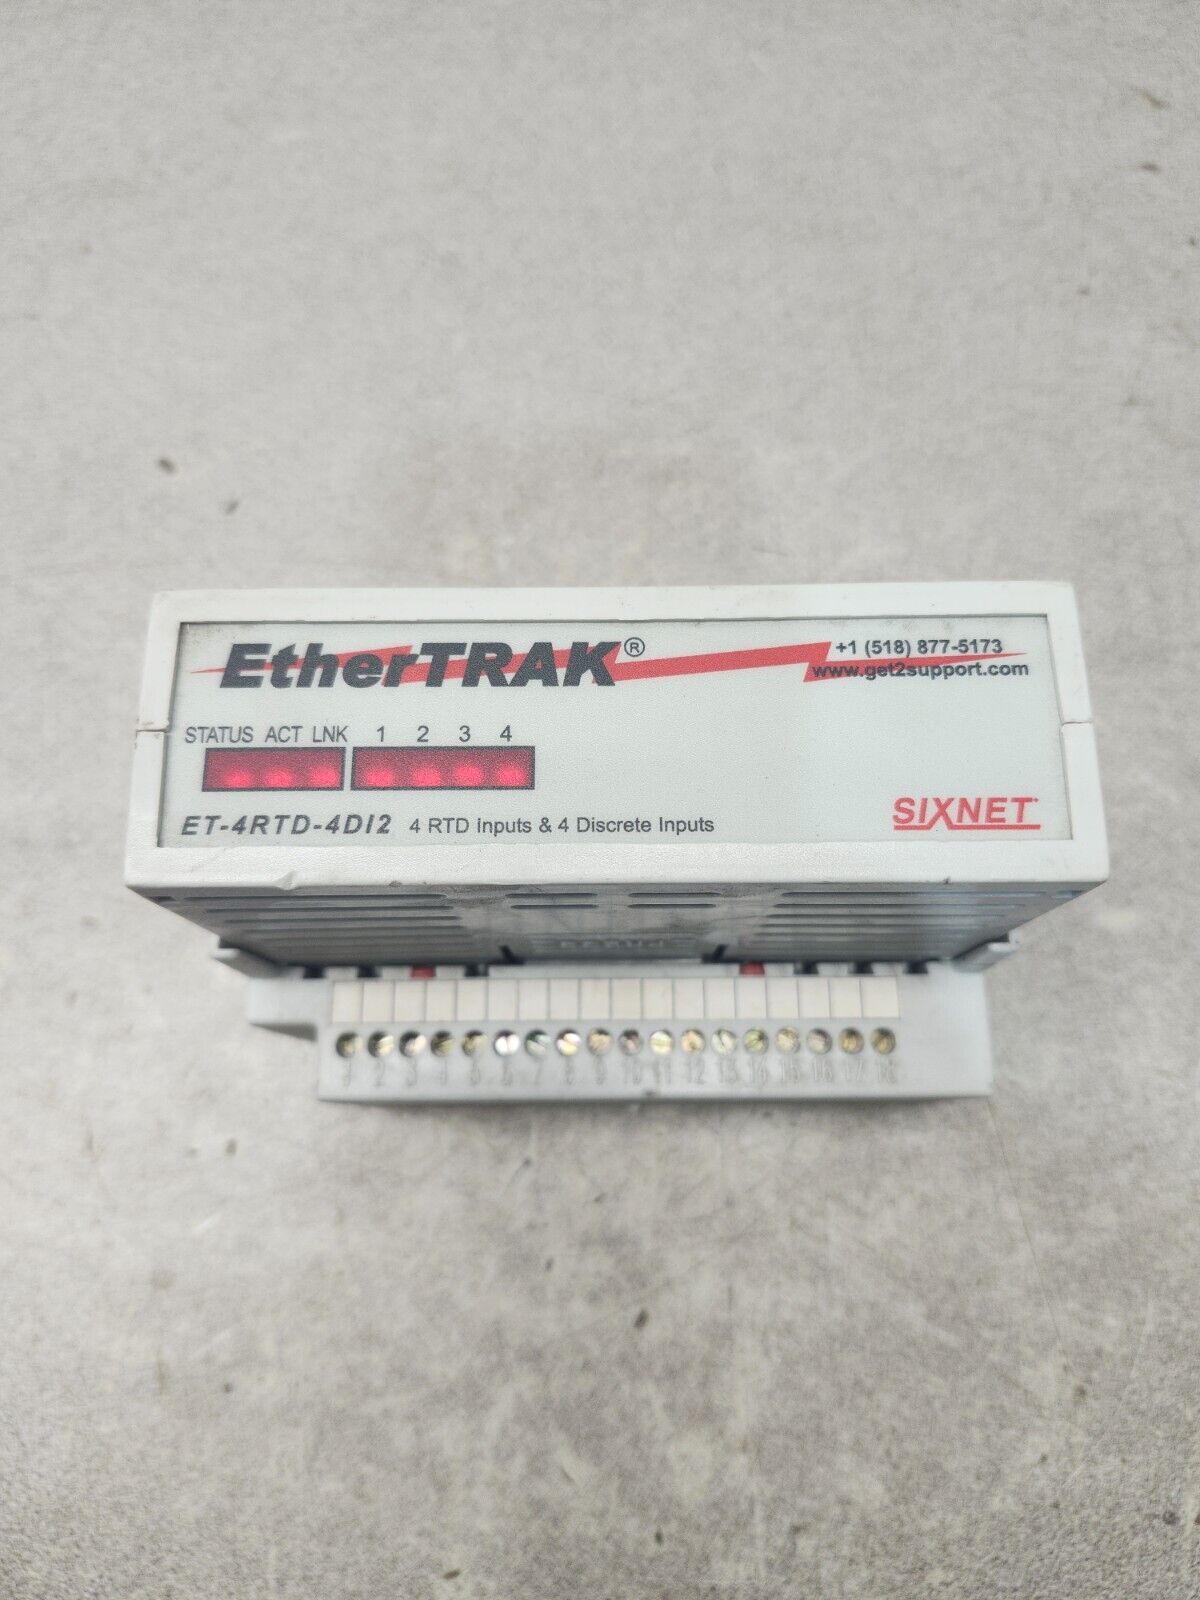 EtherTRAK®
+1 (518) 877-5173
www.get2support.com
STATUS ACT LNK 1 2 3 4
SIXNET
ET-4RTD-4DI2 4 RTD Inputs & 4 Discrete Inputs
1 2 3 4 5 6 7 8 9 10 11 12 13 14 15 16 17 18